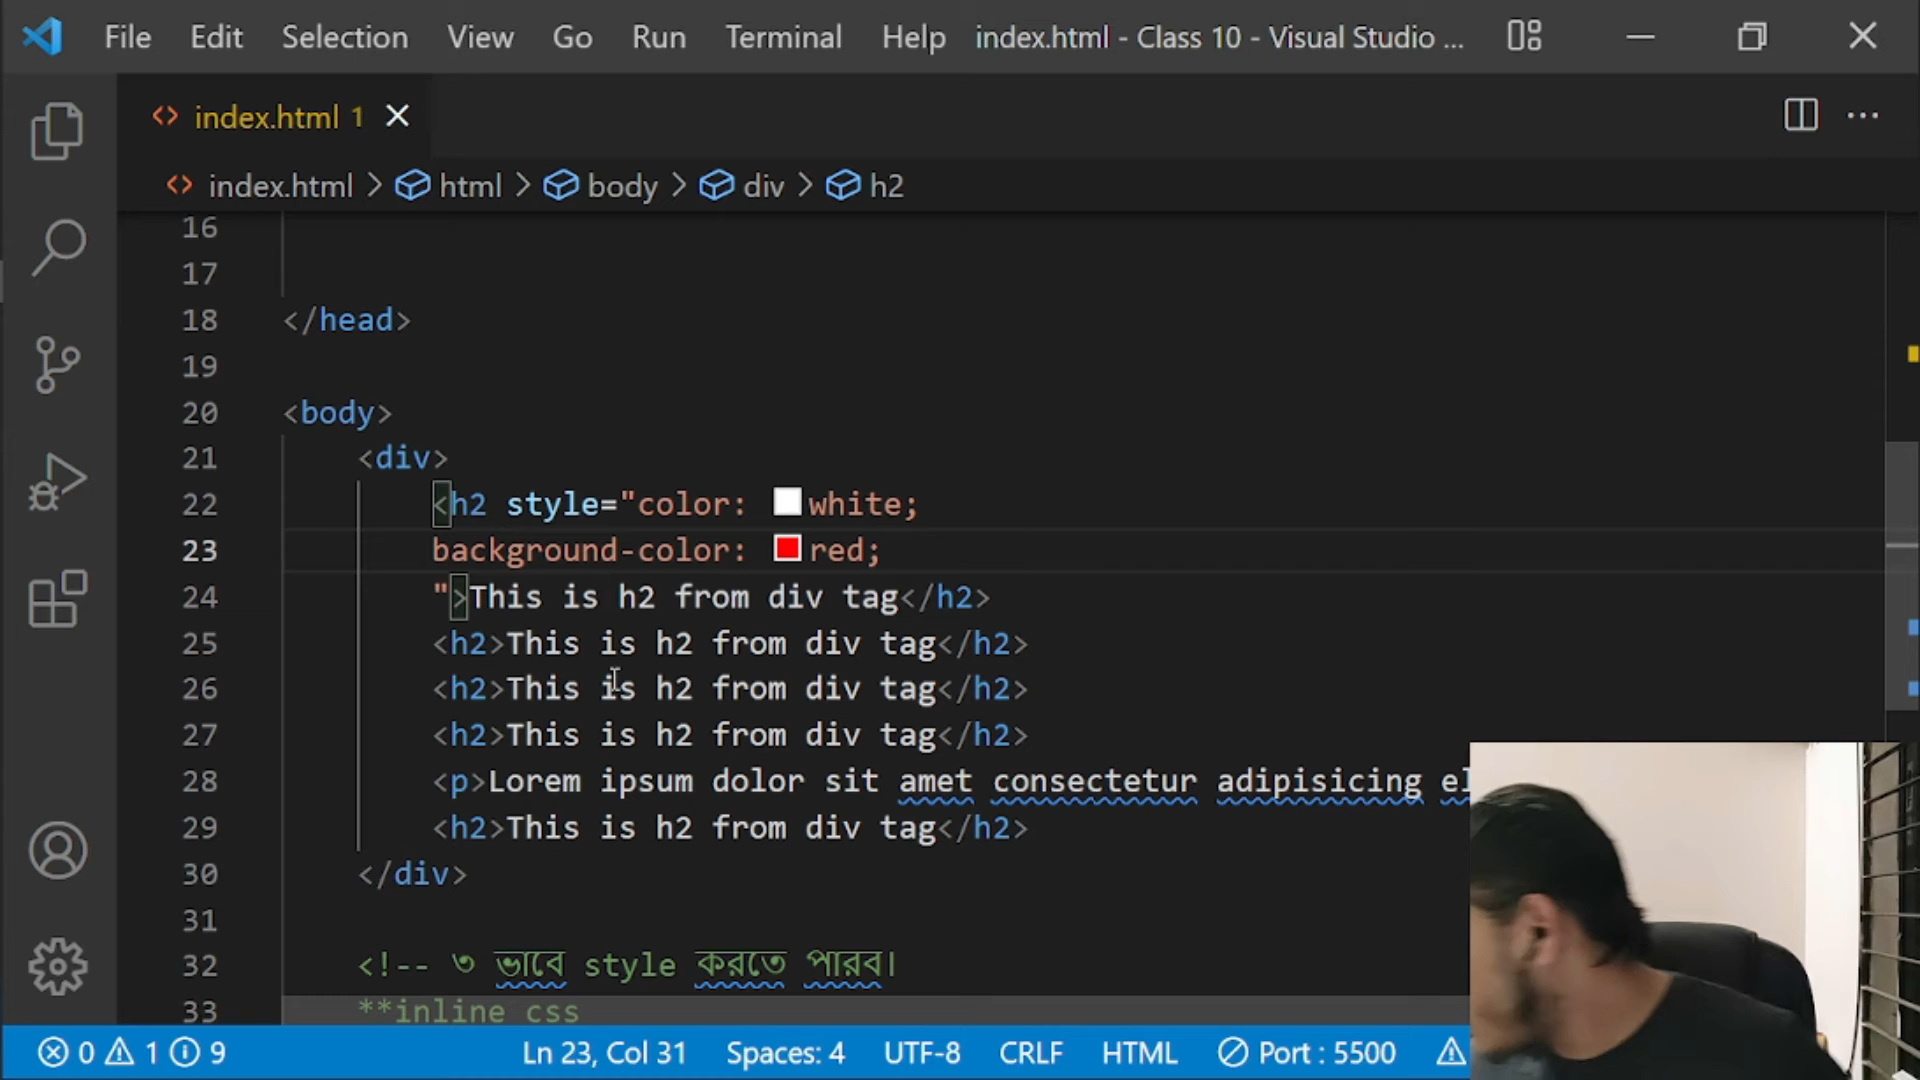 File Edit Selection View Go Run Terminal Help index.html - Class 10 - Visual Studio ...
index.html 1
index.html > html > body > div > h2
16
17
18 </head>
19
20 <body>
21 <div>
22 <h2 style="color: white;
23 background-color: red;
24 ">This is h2 from div tag</h2>
25 <h2>This is h2 from div tag</h2>
26 <h2>This is h2 from div tag</h2>
27 <h2>This is h2 from div tag</h2>
28 <p>Lorem ipsum dolor sit amet consectetur adipisicing el
29 <h2>This is h2 from div tag</h2>
30 </div>
31
32 <!-- ৩ ভাবে style করতে পারব।
33 **inline css
0 1 9 Ln 23, Col 31 Spaces: 4 UTF-8 CRLF HTML Port : 5500